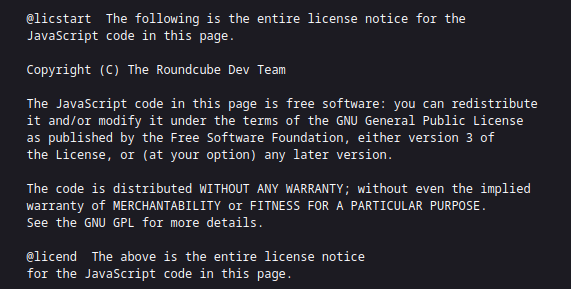 @licstart  The following is the entire license notice for the
JavaScript code in this page.
Copyright (C) The Roundcube Dev Team
The JavaScript code in this page is free software: you can redistribute
it and/or modify it under the terms of the GNU General Public License
as published by the Free Software Foundation, either version 3 of
the License, or (at your option) any later version.
The code is distributed WITHOUT ANY WARRANTY; without even the implied
warranty of MERCHANTABILITY or FITNESS FOR A PARTICULAR PURPOSE.
See the GNU GPL for more details.
@licend  The above is the entire license notice
for the JavaScript code in this page.